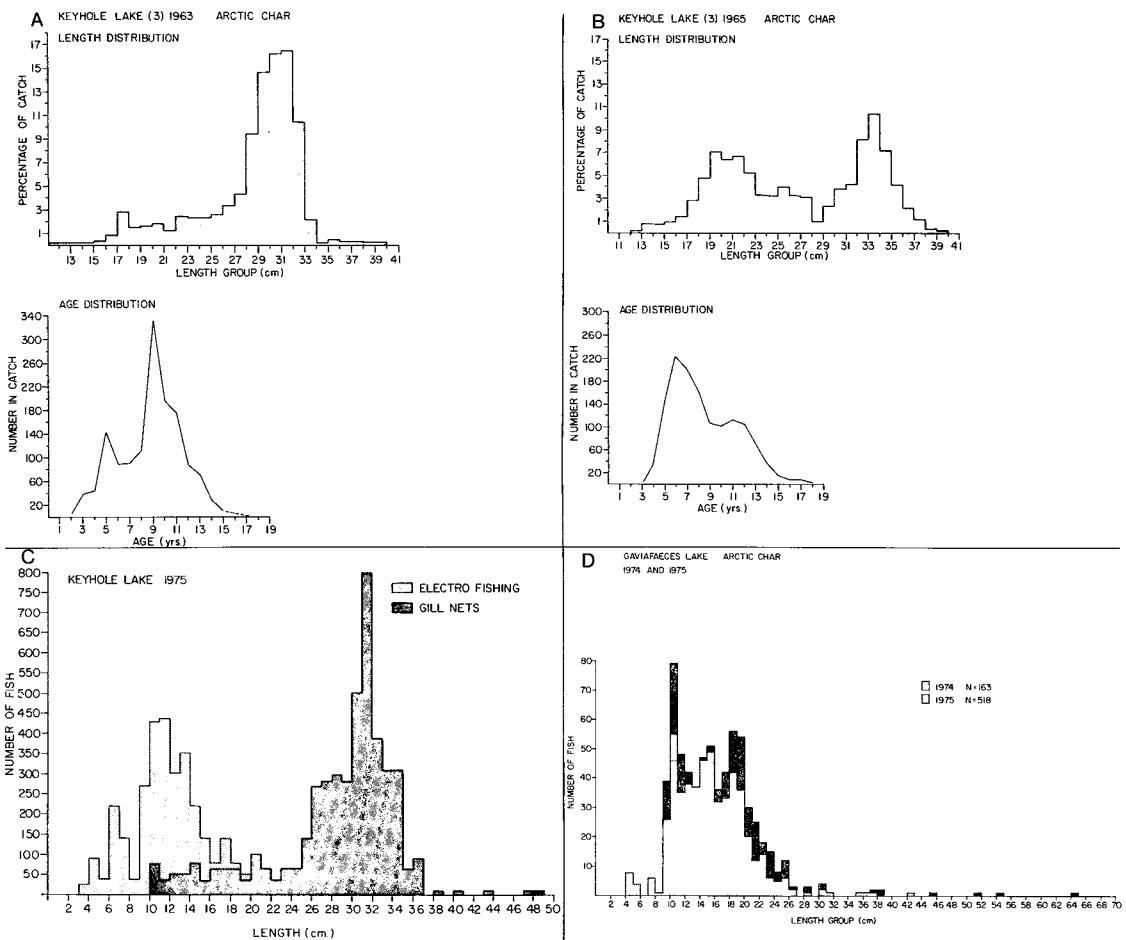 A KEYHOLE LAKE (3) 1963 ARCTIC CHAR
LENGTH DISTRIBUTION
PERCENTAGE OF CATCH
17
15
13
11
9
7
5
3
1
13 15 17 19 21 23 25 27 29 31 33 35 37 39 41
LENGTH GROUP (cm)
AGE DISTRIBUTION
NUMBER IN CATCH
340
300
260
220
180
140
100
60
20
1 3 5 7 9 11 13 15 17 19
AGE (yrs.)
B KEYHOLE LAKE (3) 1965 ARCTIC CHAR
LENGTH DISTRIBUTION
PERCENTAGE OF CATCH
17
15
13
11
9
7
5
3
1
11 13 15 17 19 21 23 25 27 29 31 33 35 37 39 41
LENGTH GROUP (cm)
AGE DISTRIBUTION
NUMBER IN CATCH
300
260
220
180
140
100
60
20
1 3 5 7 9 11 13 15 17 19
AGE (yrs.)
C
KEYHOLE LAKE 1975
ELECTRO FISHING
GILL NETS
NUMBER OF FISH
800
750
700
650
600
550
500
450
400
350
300
250
200
150
100
50
2 4 6 8 10 12 14 16 18 20 22 24 26 28 30 32 34 36 38 40 42 44 46 48 50
LENGTH (cm.)
D GAVIAFAECES LAKE ARCTIC CHAR
1974 AND 1975
1974 N=163
1975 N=518
NUMBER OF FISH
80
70
60
50
40
30
20
10
2 4 6 8 10 12 14 16 18 20 22 24 26 28 30 32 34 36 38 40 42 44 46 48 50 52 54 56 58 60 62 64 66 70
LENGTH GROUP (cm)